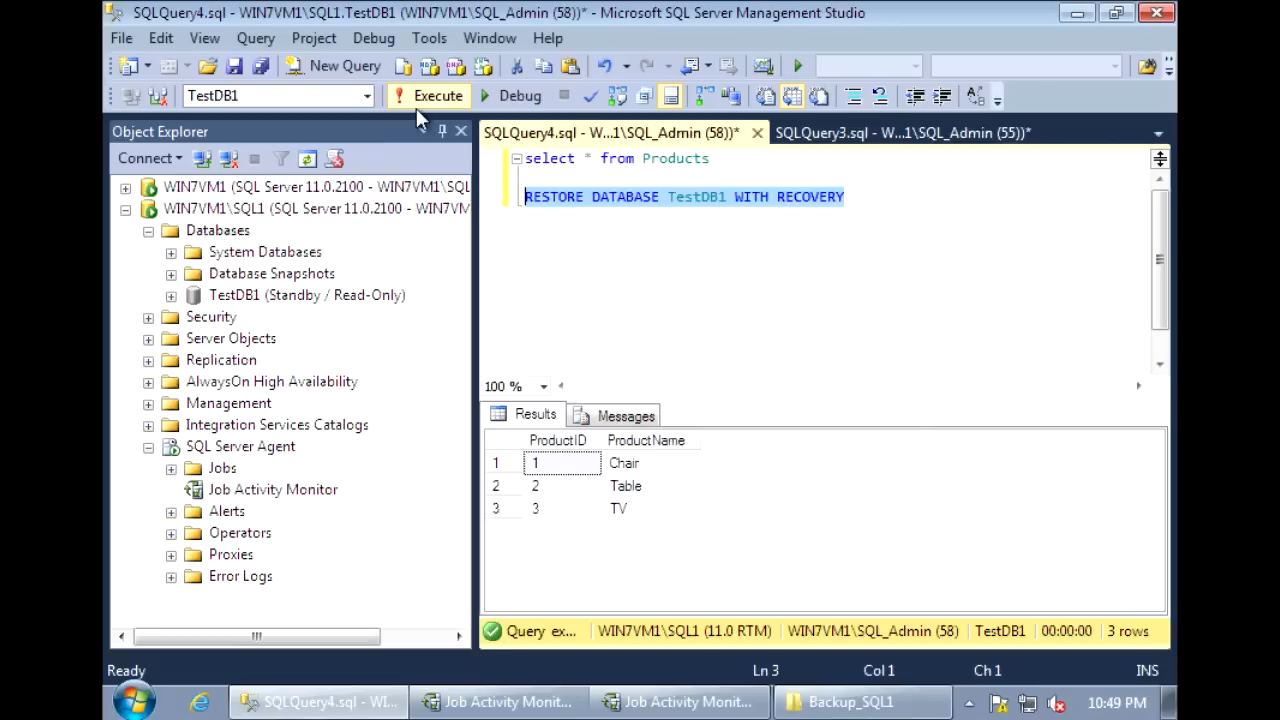 SQLQuery4.sql - WIN7VM1\SQL1.TestDB1 (WIN7VM1\SQL_Admin (58))* - Microsoft SQL Server Management Studio
File Edit View Query Project Debug Tools Window Help
New Query
TestDB1 Execute Debug
Object Explorer
Connect
WIN7VM1 (SQL Server 11.0.2100 - WIN7VM1\SQL
WIN7VM1\SQL1 (SQL Server 11.0.2100 - WIN7VM
Databases
System Databases
Database Snapshots
TestDB1 (Standby / Read-Only)
Security
Server Objects
Replication
AlwaysOn High Availability
Management
Integration Services Catalogs
SQL Server Agent
Jobs
Job Activity Monitor
Alerts
Operators
Proxies
Error Logs
SQLQuery4.sql - W...1\SQL_Admin (58))* SQLQuery3.sql - W...1\SQL_Admin (55))*
select * from Products
RESTORE DATABASE TestDB1 WITH RECOVERY
100 %
Results Messages
ProductID ProductName
1 1 Chair
2 2 Table
3 3 TV
Query ex... WIN7VM1\SQL1 (11.0 RTM) WIN7VM1\SQL_Admin (58) TestDB1 00:00:00 3 rows
Ready Ln 3 Col 1 Ch 1 INS
SQLQuery4.sql - WI... Job Activity Monit... Job Activity Monit... Backup_SQL1 10:49 PM